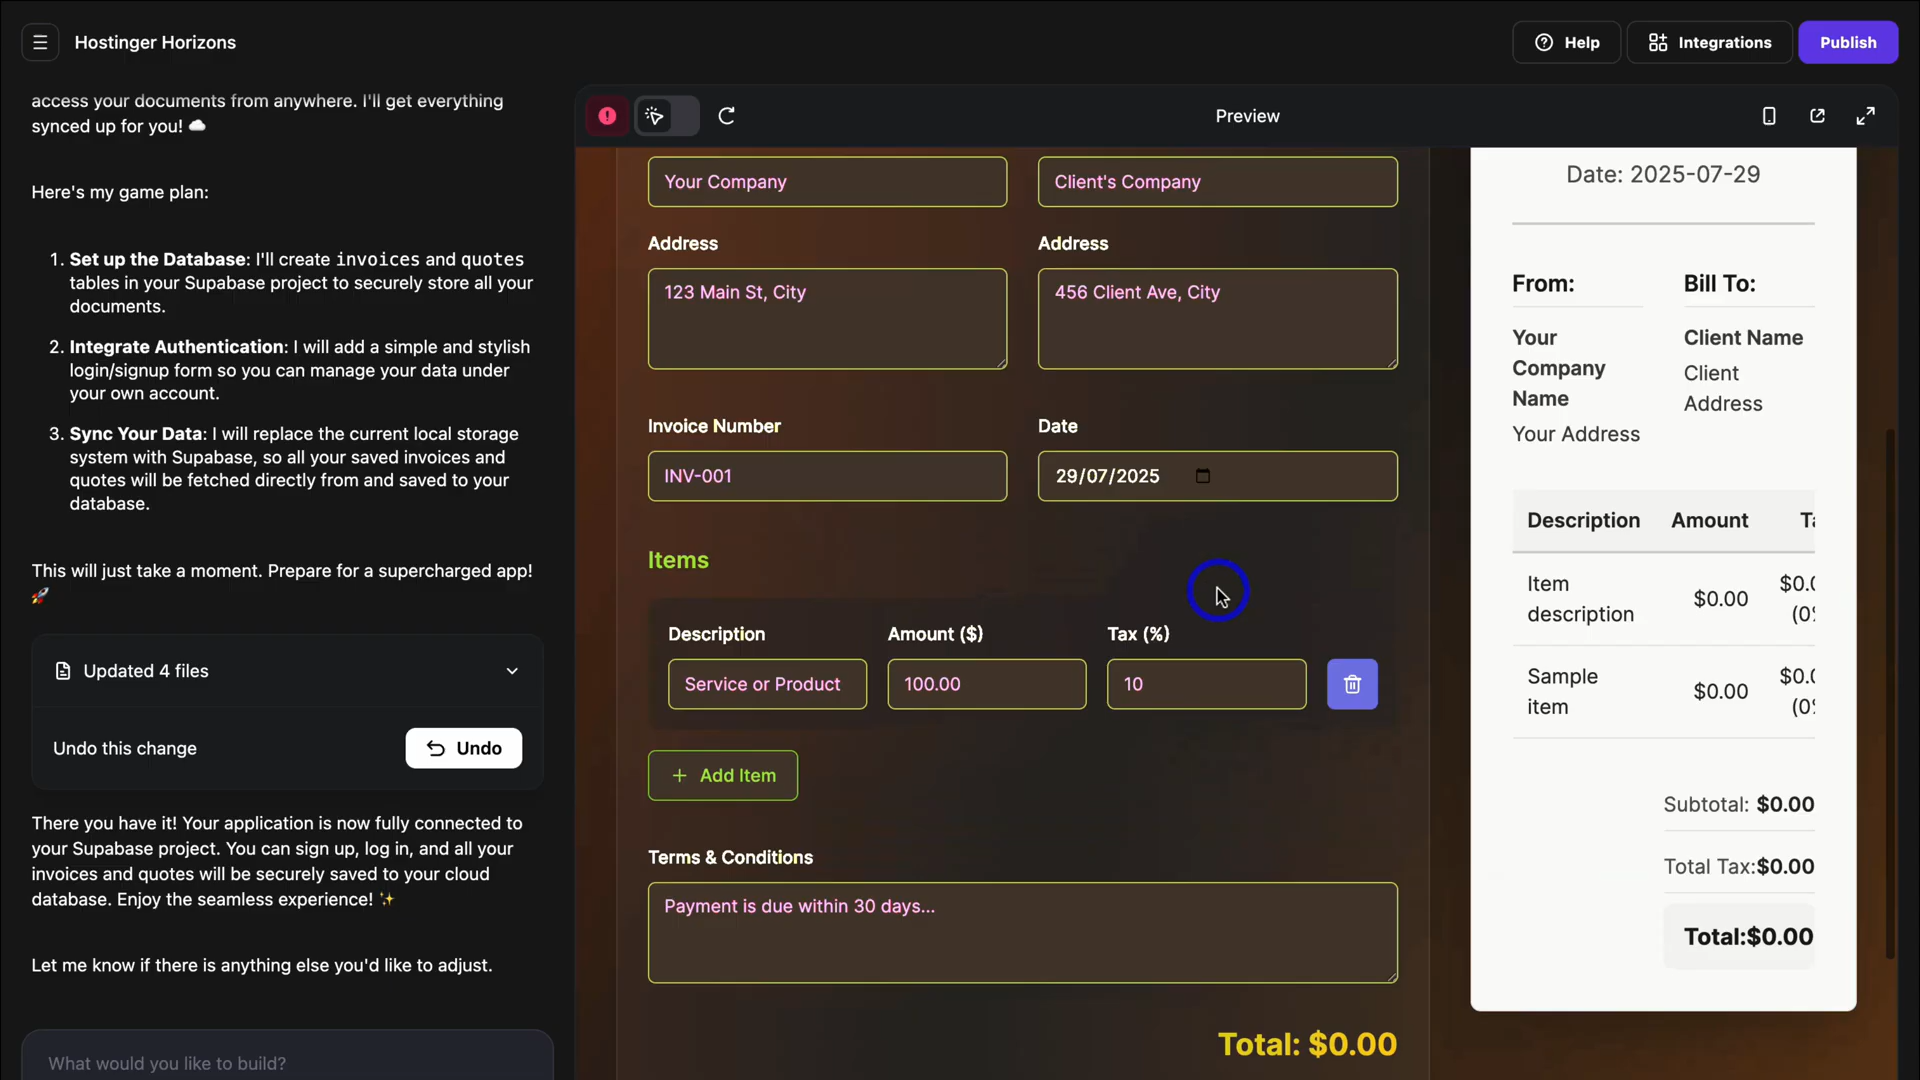 Hostinger Horizons
Help
Integrations
Publish
access your documents from anywhere. I'll get everything
synced up for you! ☁️
Here's my game plan:
1. Set up the Database: I'll create invoices and quotes
tables in your Supabase project to securely store all your
documents.
2. Integrate Authentication: I will add a simple and stylish
login/signup form so you can manage your data under
your own account.
3. Sync Your Data: I will replace the current local storage
system with Supabase, so all your saved invoices and
quotes will be fetched directly from and saved to your
database.
This will just take a moment. Prepare for a supercharged app!
🚀
Updated 4 files
Undo this change
Undo
There you have it! Your application is now fully connected to
your Supabase project. You can sign up, log in, and all your
invoices and quotes will be securely saved to your cloud
database. Enjoy the seamless experience! ✨
Let me know if there is anything else you'd like to adjust.
What would you like to build?
Preview
Your Company
Client's Company
Address
Address
123 Main St, City
456 Client Ave, City
Invoice Number
Date
INV-001
29/07/2025
Items
Description
Amount ($)
Tax (%)
Service or Product
100.00
10
+ Add Item
Terms & Conditions
Payment is due within 30 days...
Total: $0.00
Date: 2025-07-29
From:
Bill To:
Your
Company
Name
Your Address
Client Name
Client
Address
Description
Amount
Item
description
$0.00
Sample
item
$0.00
Subtotal: $0.00
Total Tax:$0.00
Total:$0.00